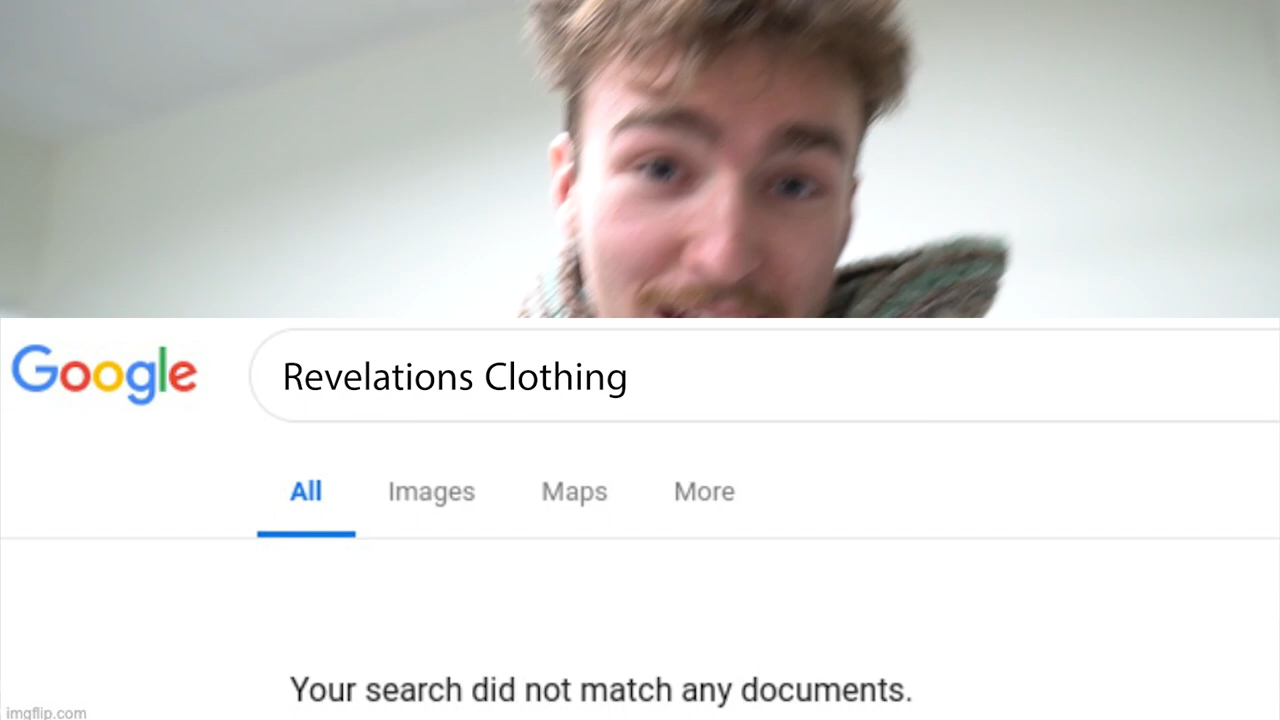 Google
Revelations Clothing
All Images Maps More
Your search did not match any documents.
imgflip.com